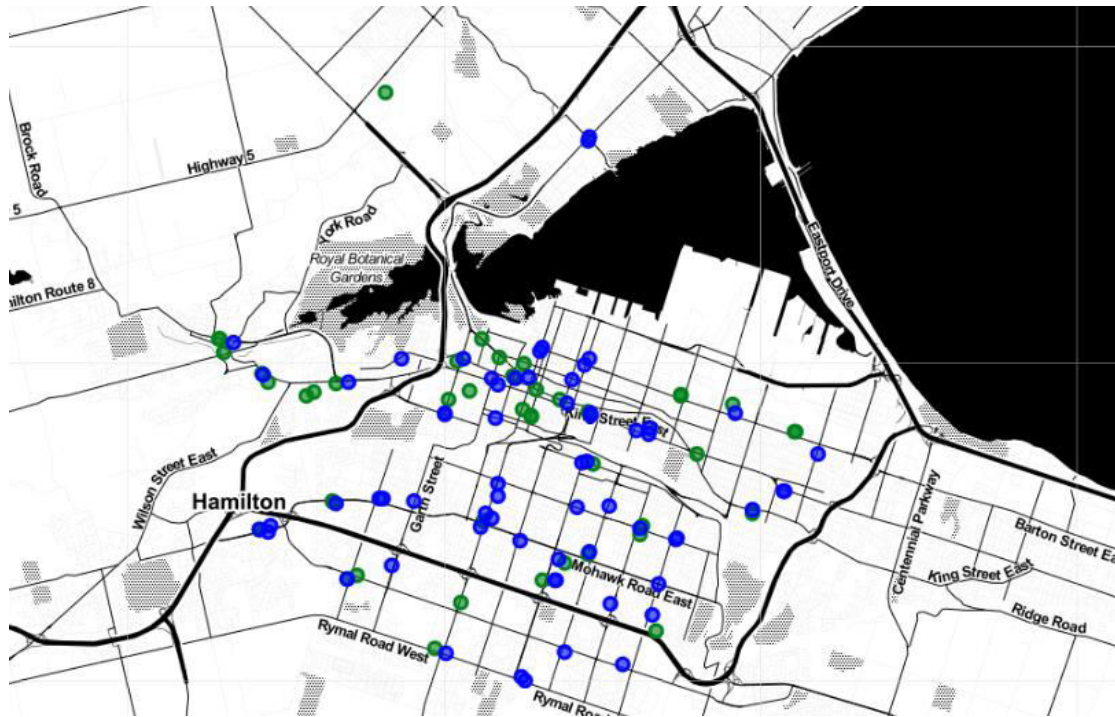 Brock Road
Highway 5
5
York Road
Royal Botanical
Gardens
Eastport Drive
milton Route 8
King Street East
Wilson Street East
Garth Street
Hamilton
Centennial Parkway
Barton Street Ea
King Street East
Mohawk Road East
Ridge Road
Rymal Road West
Rymal Roa